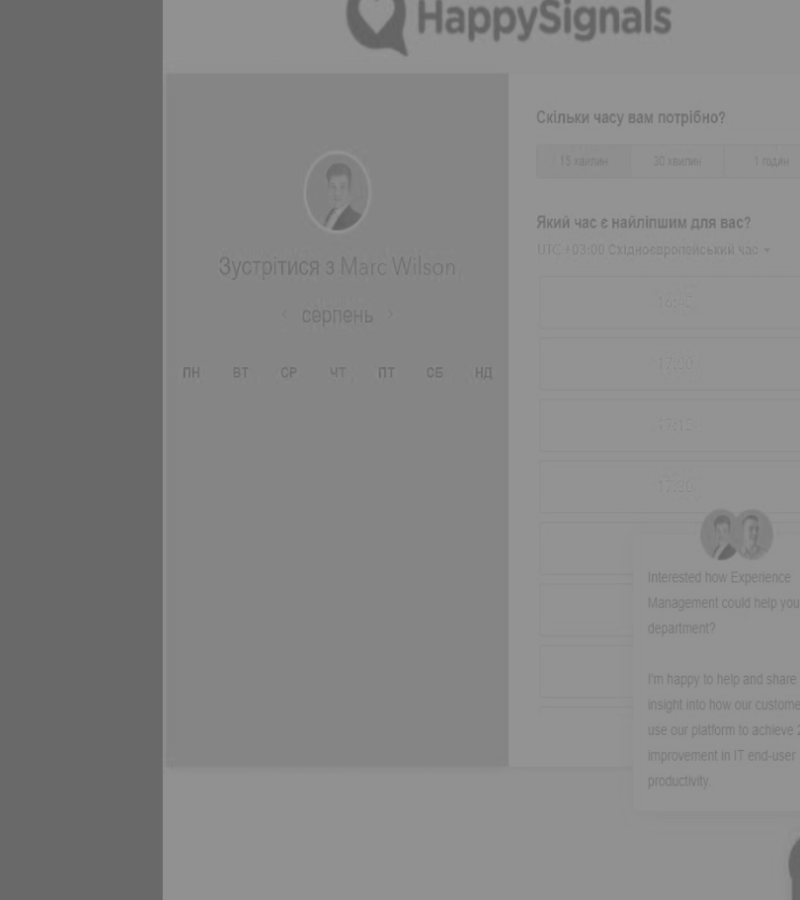 HappySignals
Зустрітися з Marc Wilson
серпень
ПН ВТ СР ЧТ ПТ СБ НД
Скільки часу вам потрібно?
15 хвилин 30 хвилин 1 годин
Який час є найліпшим для вас?
UTC +03:00 Східноєвропейський час
16:45
17:00
17:15
17:30
Interested how Experience
Management could help you
department?
I'm happy to help and share
insight into how our custome
use our platform to achieve 2
improvement in IT end-user
productivity.